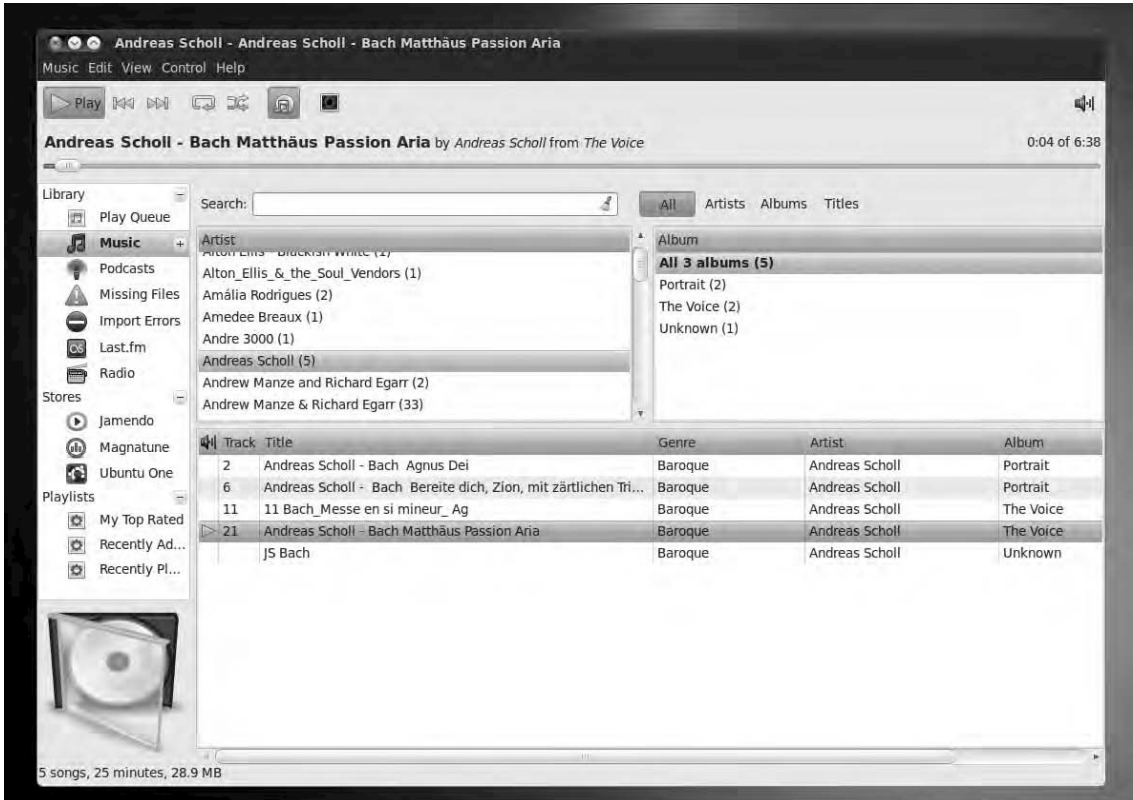 Andreas Scholl - Andreas Scholl - Bach Matthäus Passion Aria
Music Edit View Control Help
Play
Andreas Scholl - Bach Matthäus Passion Aria by Andreas Scholl from The Voice 0:04 of 6:38
Library
Play Queue
Music
Podcasts
Missing Files
Import Errors
Last.fm
Radio
Stores
Jamendo
Magnatune
Ubuntu One
Playlists
My Top Rated
Recently Ad...
Recently Pl...
Search: All Artists Albums Titles
Artist
Alton Ellis - Blackish White (1)
Alton_Ellis_&_the_Soul_Vendors (1)
Amália Rodrigues (2)
Amedee Breaux (1)
Andre 3000 (1)
Andreas Scholl (5)
Andrew Manze and Richard Egarr (2)
Andrew Manze & Richard Egarr (33)
Album
All 3 albums (5)
Portrait (2)
The Voice (2)
Unknown (1)
Track Title Genre Artist Album
2 Andreas Scholl - Bach Agnus Dei Baroque Andreas Scholl Portrait
6 Andreas Scholl - Bach Bereite dich, Zion, mit zärtlichen Tri... Baroque Andreas Scholl Portrait
11 11 Bach_Messe en si mineur_ Ag Baroque Andreas Scholl The Voice
21 Andreas Scholl - Bach Matthäus Passion Aria Baroque Andreas Scholl The Voice
JS Bach Baroque Andreas Scholl Unknown
5 songs, 25 minutes, 28.9 MB